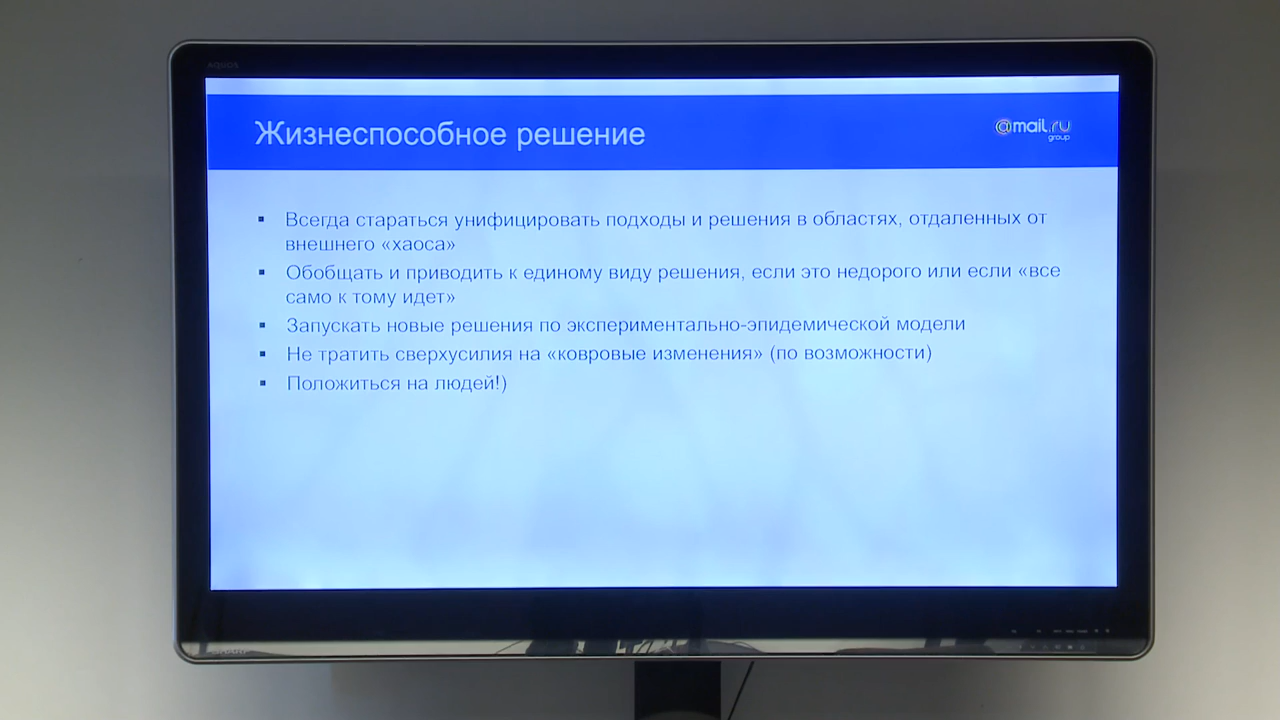 AQUOS
Жизнеспособное решение
@mail.ru
group
Всегда стараться унифицировать подходы и решения в областях, отдаленных от
внешнего «хаоса»
Обобщать и приводить к единому виду решения, если это недорого или если «все
само к тому идет»
Запускать новые решения по экспериментально-эпидемической модели
Не тратить сверхусилия на «ковровые изменения» (по возможности)
Положиться на людей!)